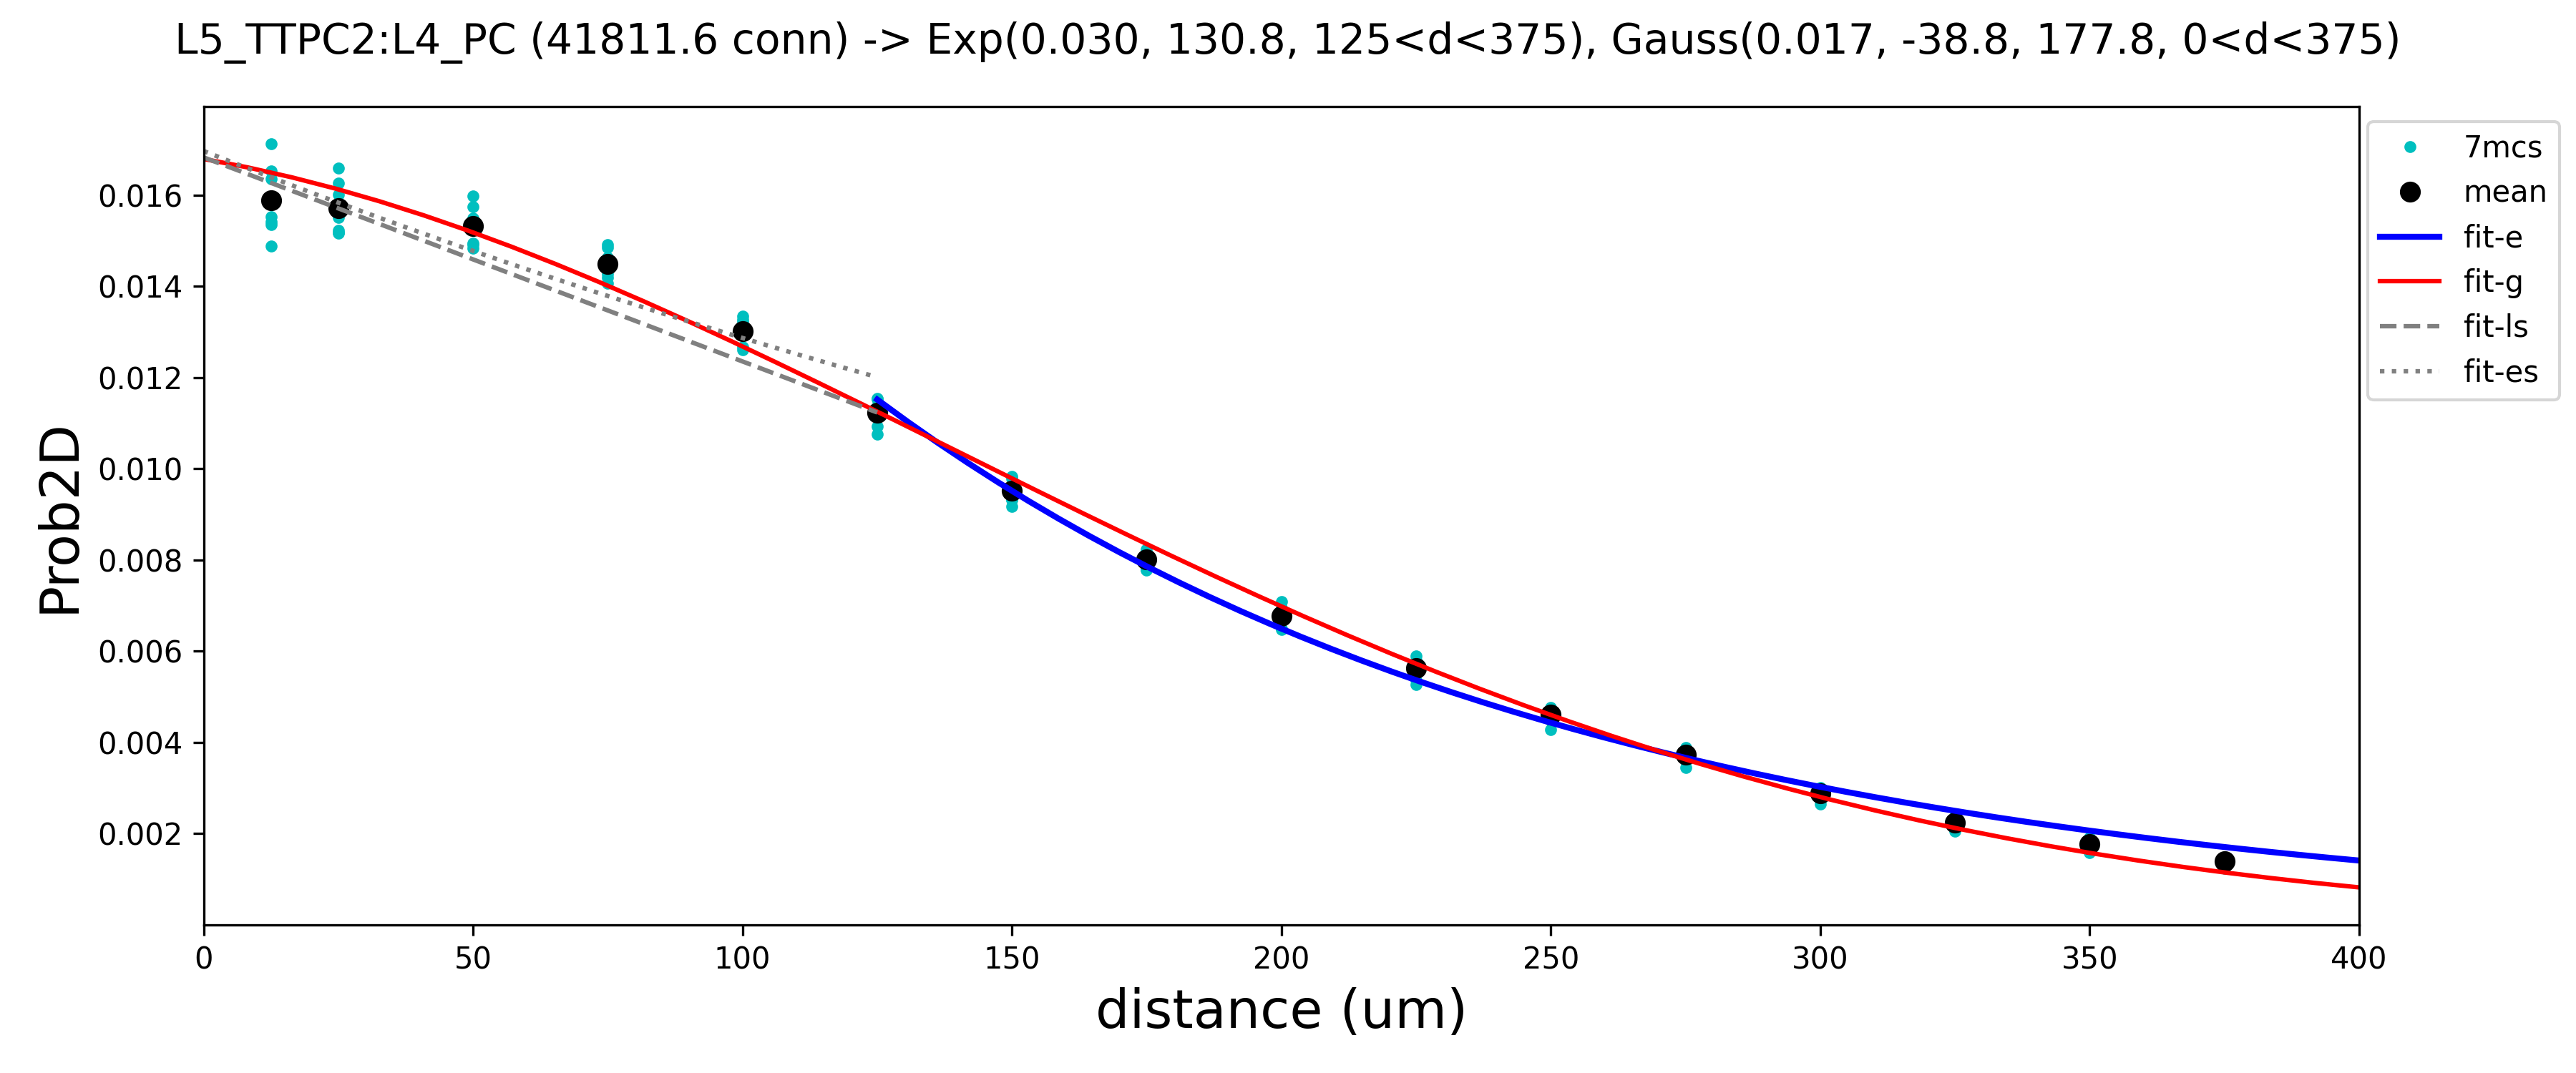 L5_TTPC2:L4_PC (41811.6 conn) -> Exp(0.030, 130.8, 125<d<375), Gauss(0.017, -38.8, 177.8, 0<d<375)
7mcs
mean
fit-e
fit-g
fit-ls
fit-es
Prob2D
0.016
0.014
0.012
0.010
0.008
0.006
0.004
0.002
0 50 100 150 200 250 300 350 400
distance (um)